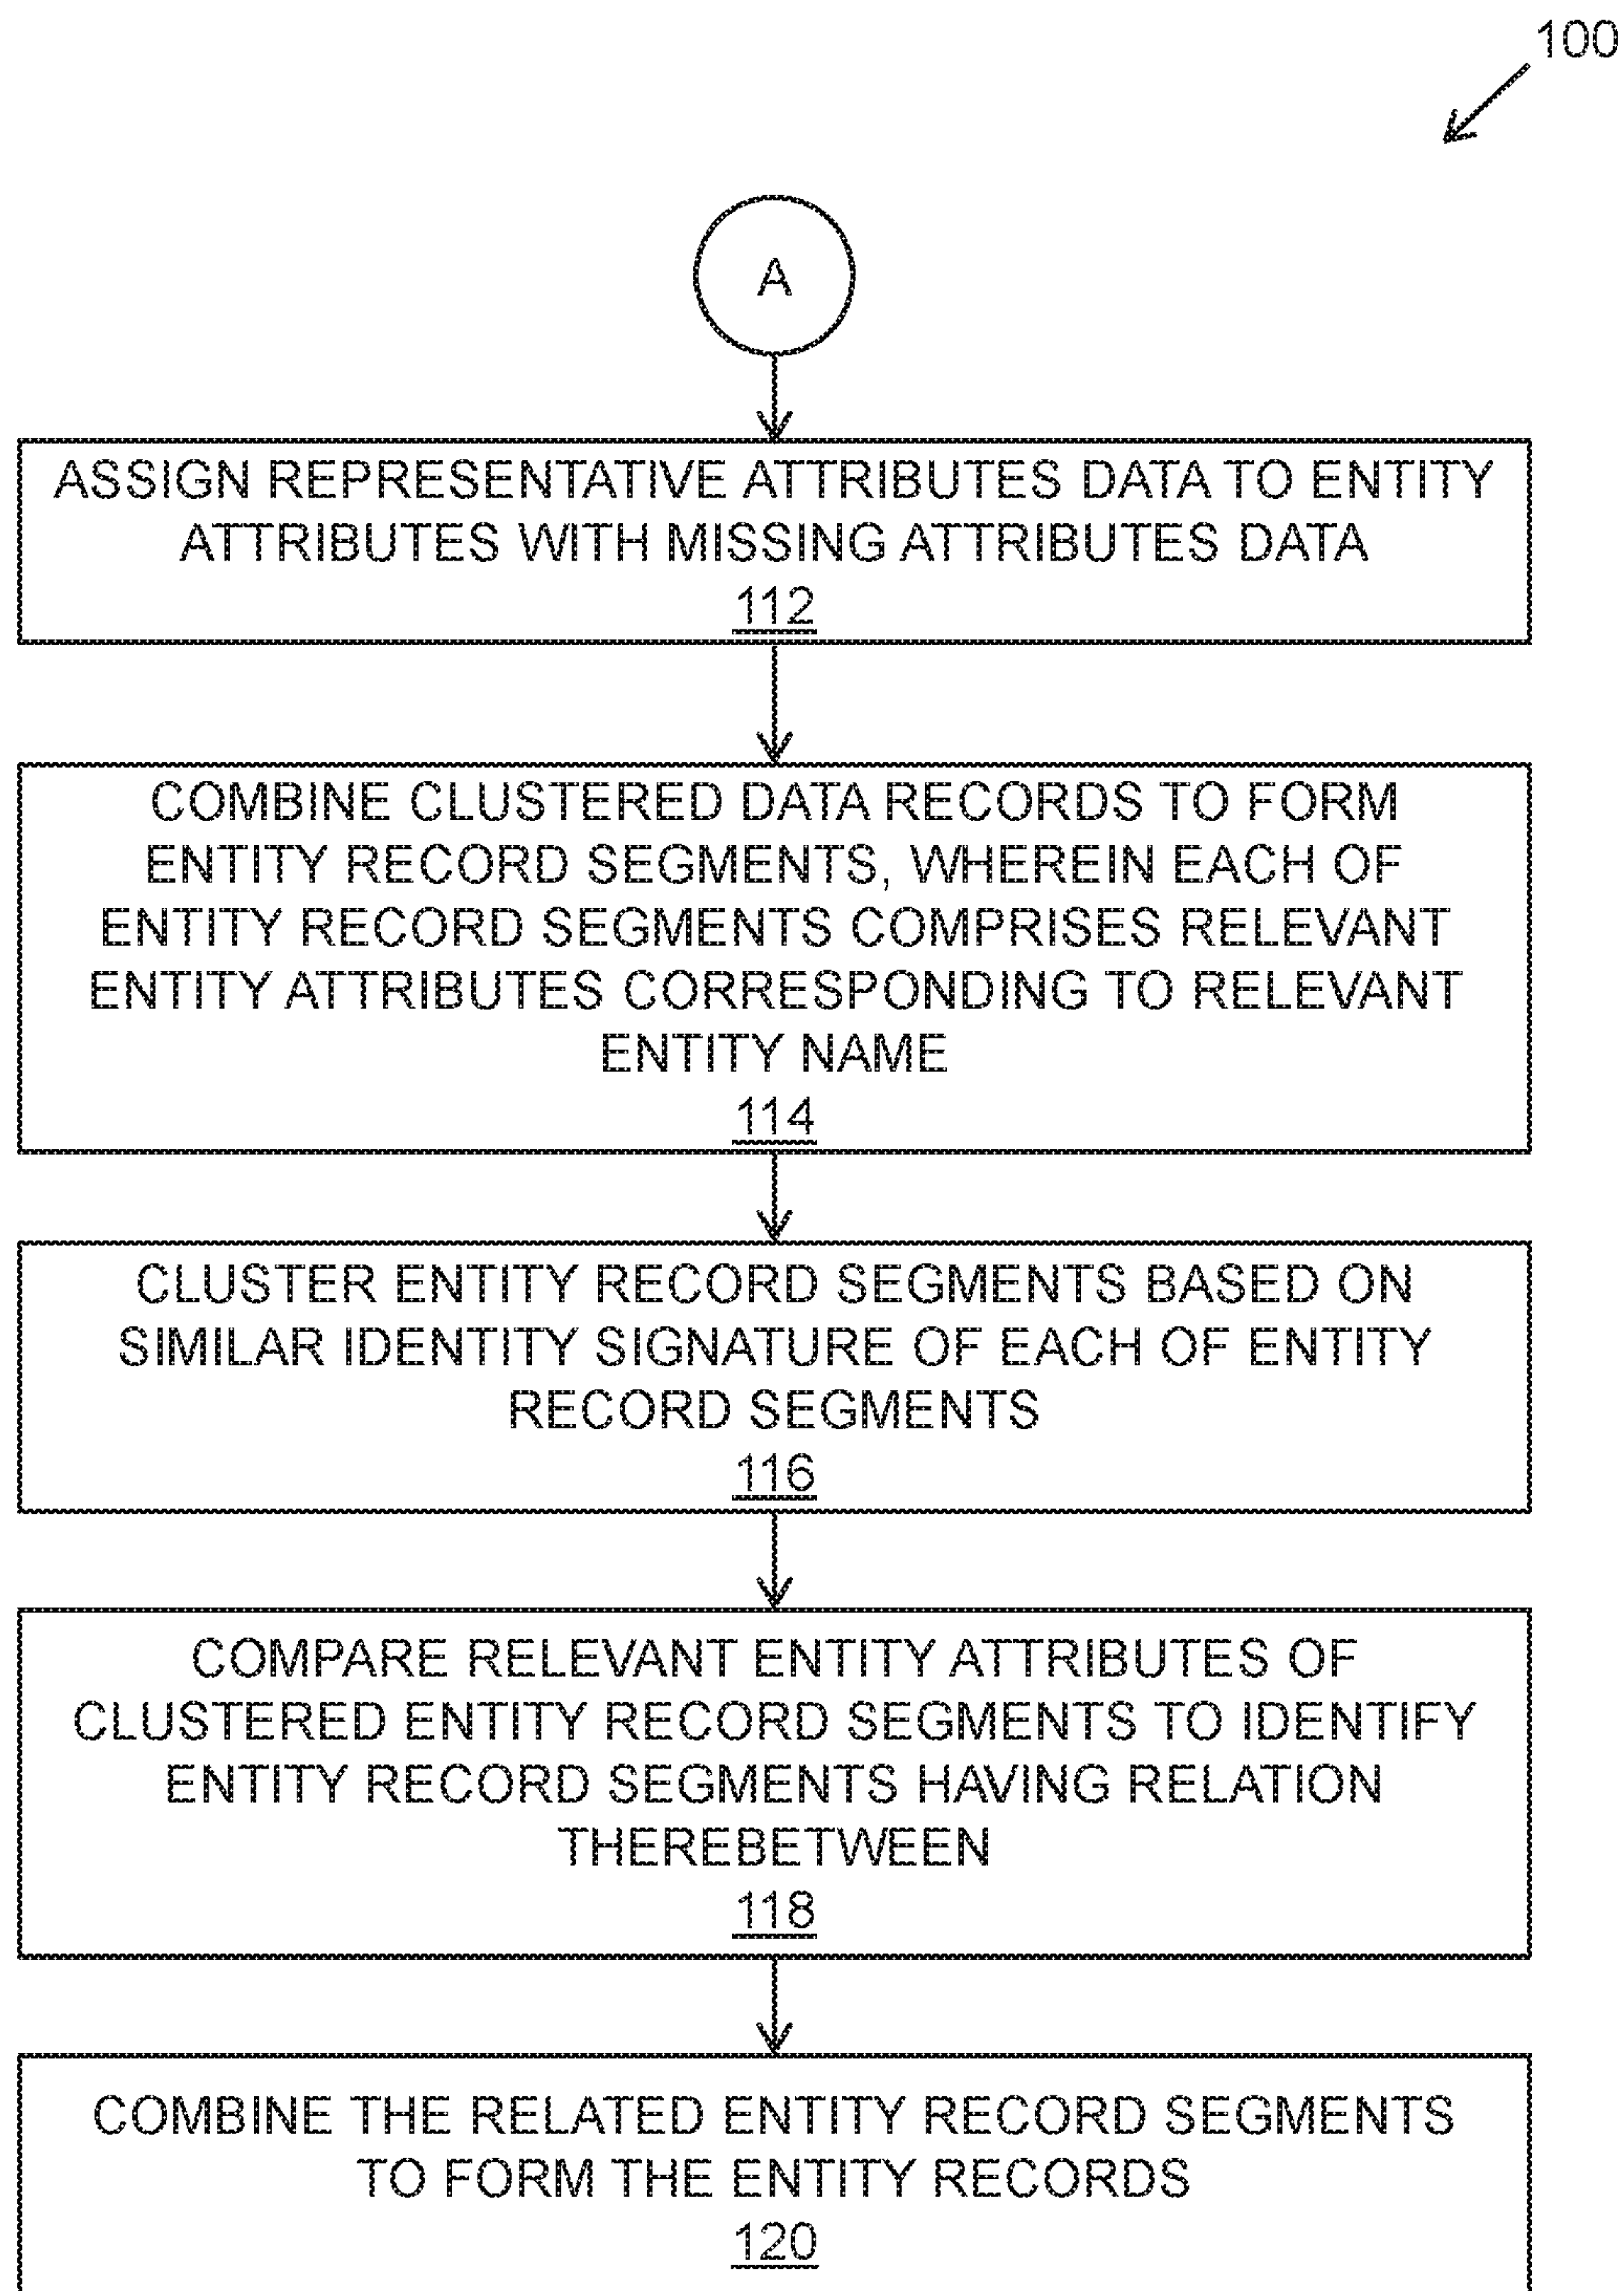 100
A
ASSIGN REPRESENTATIVE ATTRIBUTES DATA TO ENTITY
ATTRIBUTES WITH MISSING ATTRIBUTES DATA
112
COMBINE CLUSTERED DATA RECORDS TO FORM
ENTITY RECORD SEGMENTS, WHEREIN EACH OF
ENTITY RECORD SEGMENTS COMPRISES RELEVANT
ENTITY ATTRIBUTES CORRESPONDING TO RELEVANT
ENTITY NAME
114
CLUSTER ENTITY RECORD SEGMENTS BASED ON
SIMILAR IDENTITY SIGNATURE OF EACH OF ENTITY
RECORD SEGMENTS
116
COMPARE RELEVANT ENTITY ATTRIBUTES OF
CLUSTERED ENTITY RECORD SEGMENTS TO IDENTIFY
ENTITY RECORD SEGMENTS HAVING RELATION
THEREBETWEEN
118
COMBINE THE RELATED ENTITY RECORD SEGMENTS
TO FORM THE ENTITY RECORDS
120